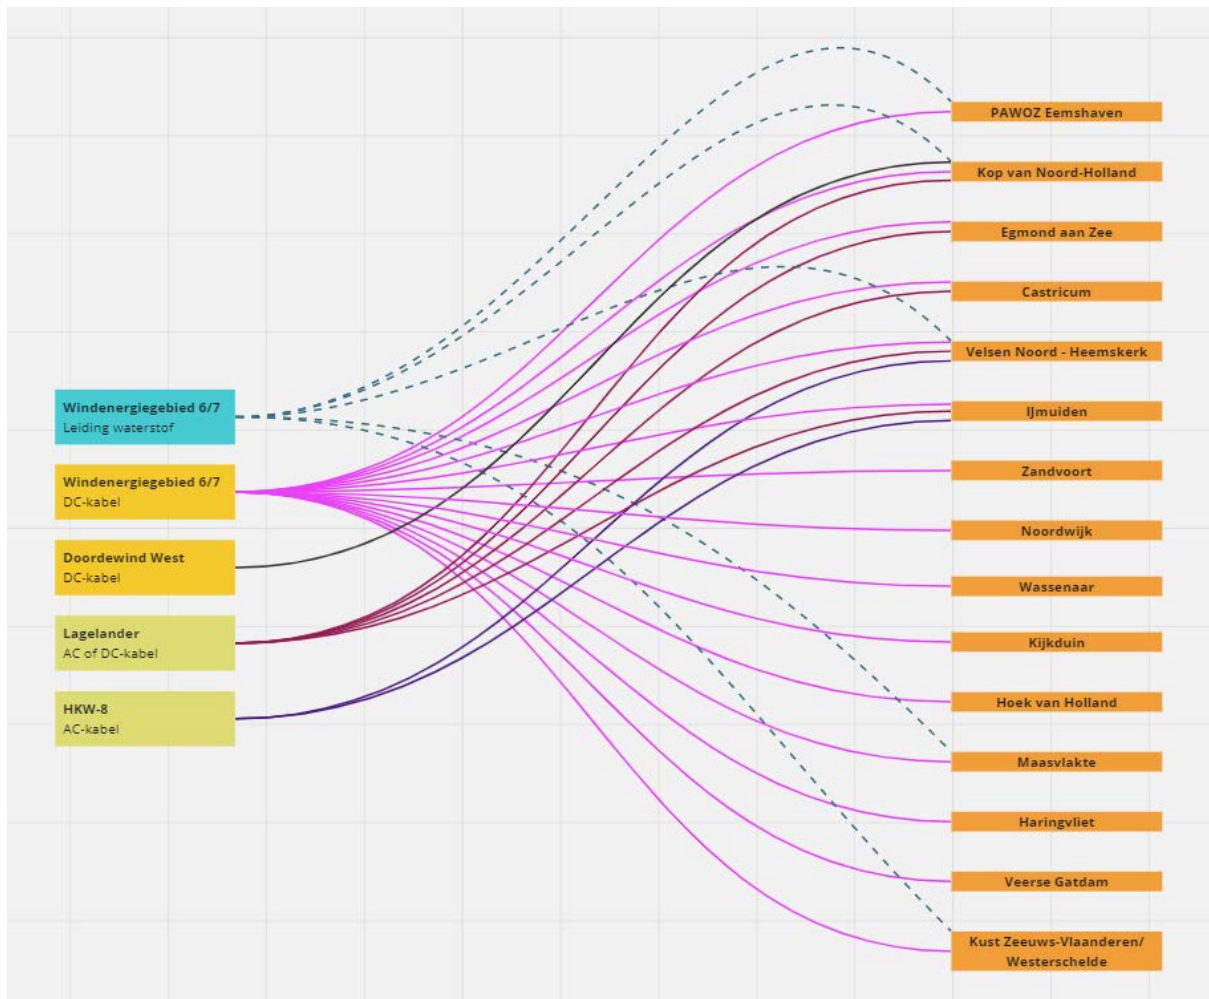 Windenergiegebied 6/7
Leiding waterstof
Windenergiegebied 6/7
DC-kabel
Doordewind West
DC-kabel
Lagelander
AC of DC-kabel
HKW-8
AC-kabel
PAWOZ Eemshaven
Kop van Noord-Holland
Egmond aan Zee
Castricum
Velsen Noord - Heemskerk
IJmuiden
Zandvoort
Noordwijk
Wassenaar
Kijkduin
Hoek van Holland
Maasvlakte
Haringvliet
Veerse Gatdam
Kust Zeeuws-Vlaanderen/
Westerschelde